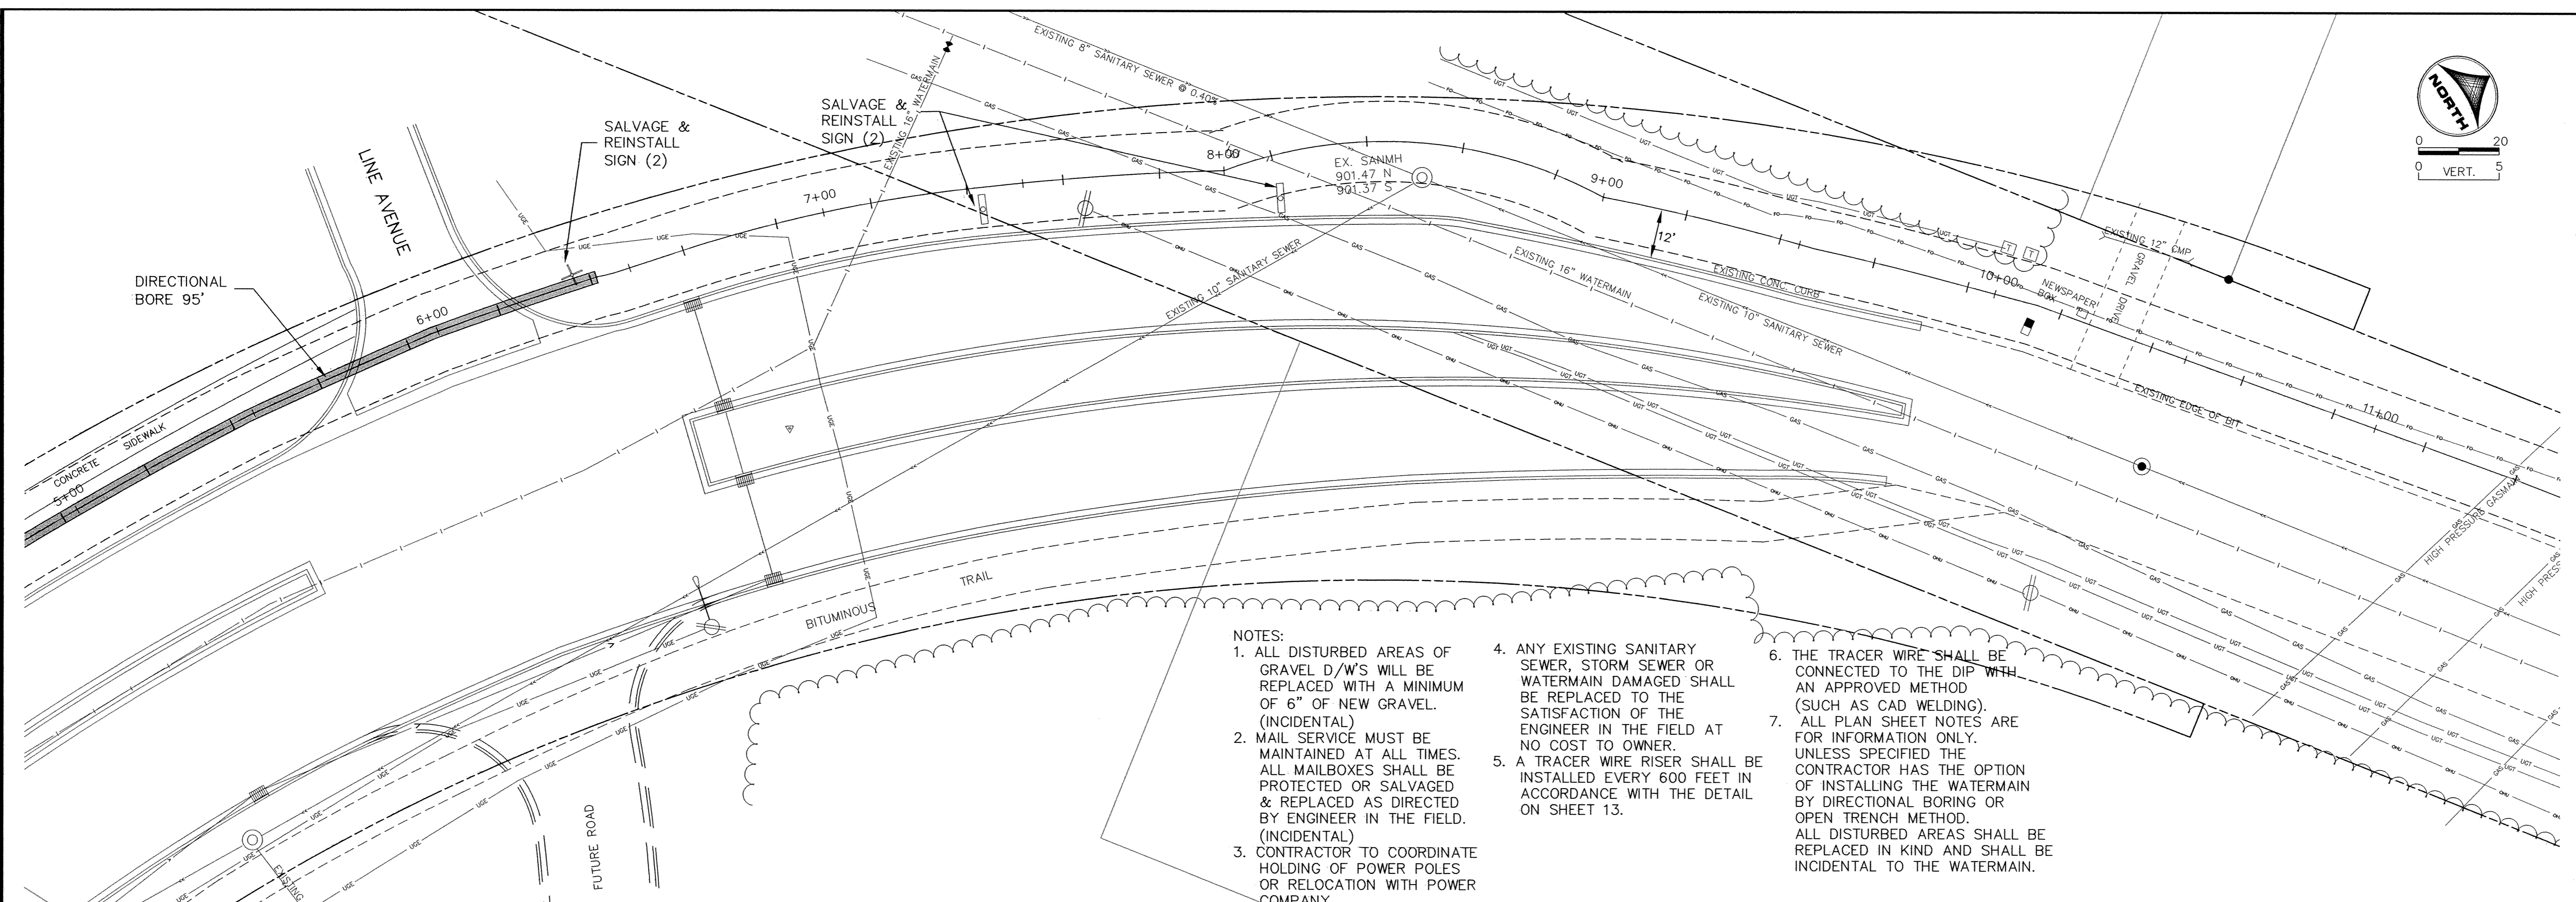 NORTH
0 20
0 5
VERT.
EXISTING 8" SANITARY SEWER @ 0.40%
EXISTING 16" WATERMAIN
SALVAGE &
REINSTALL
SIGN (2)
SALVAGE &
REINSTALL
SIGN (2)
LINE AVENUE
DIRECTIONAL
BORE 95'
5+00
6+00
7+00
8+00
9+00
10+00
11+00
EX. SANMH
901.47 N
901.37 S
12'
CONCRETE SIDEWALK
EXISTING 10" SANITARY SEWER
EXISTING 16" WATERMAIN
EXISTING 10" SANITARY SEWER
EXISTING CONC. CURB
NEWSPAPER
BOX
GRAVEL DRIVE
EXISTING 12" CMP
EXISTING EDGE OF BIT
T
T
HIGH PRESSURE GASMAIN
HIGH PRES
UGE
GAS
UGT
FO
OHU
BITUMINOUS TRAIL
FUTURE ROAD
EXISTING
NOTES:
1. ALL DISTURBED AREAS OF
GRAVEL D/W'S WILL BE
REPLACED WITH A MINIMUM
OF 6" OF NEW GRAVEL.
(INCIDENTAL)
2. MAIL SERVICE MUST BE
MAINTAINED AT ALL TIMES.
ALL MAILBOXES SHALL BE
PROTECTED OR SALVAGED
& REPLACED AS DIRECTED
BY ENGINEER IN THE FIELD.
(INCIDENTAL)
3. CONTRACTOR TO COORDINATE
HOLDING OF POWER POLES
OR RELOCATION WITH POWER
COMPANY
4. ANY EXISTING SANITARY
SEWER, STORM SEWER OR
WATERMAIN DAMAGED SHALL
BE REPLACED TO THE
SATISFACTION OF THE
ENGINEER IN THE FIELD AT
NO COST TO OWNER.
5. A TRACER WIRE RISER SHALL BE
INSTALLED EVERY 600 FEET IN
ACCORDANCE WITH THE DETAIL
ON SHEET 13.
6. THE TRACER WIRE SHALL BE
CONNECTED TO THE DIP WITH
AN APPROVED METHOD
(SUCH AS CAD WELDING).
7. ALL PLAN SHEET NOTES ARE
FOR INFORMATION ONLY.
UNLESS SPECIFIED THE
CONTRACTOR HAS THE OPTION
OF INSTALLING THE WATERMAIN
BY DIRECTIONAL BORING OR
OPEN TRENCH METHOD.
ALL DISTURBED AREAS SHALL BE
REPLACED IN KIND AND SHALL BE
INCIDENTAL TO THE WATERMAIN.